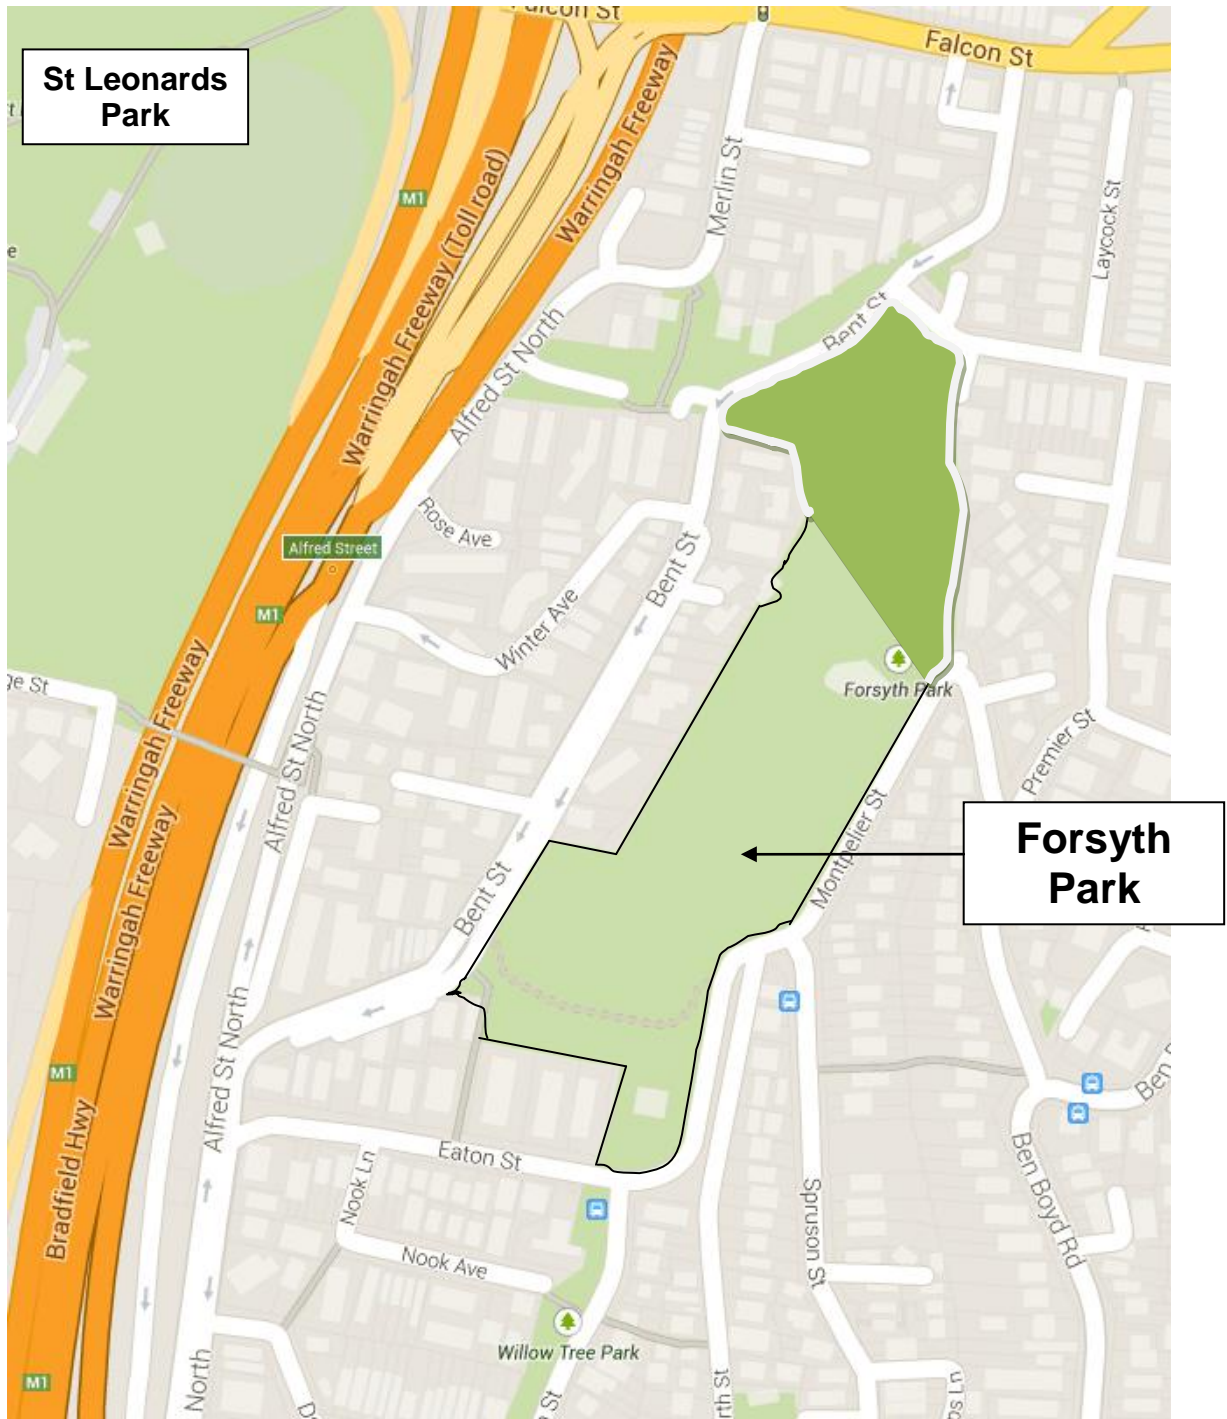 Falcon St
Falcon St
St Leonards
Park
M1
Warringah Freeway
Merlin St
Warringah Freeway (Toll road)
Laycock St
Bent St
Alfred St North
Rose Ave
Alfred Street
M1
Bent St
Winter Ave
Warringah Freeway
Forsyth Park
Alfred St North
Premier St
Warringah Freeway
Montpelier St
Forsyth
Park
Bent St
Alfred St North
M1
Bradfield Hwy
Eaton St
Nook Ln
Nook Ave
Spruson St
Ben Boyd Rd
Ben
Willow Tree Park
M1
North
St